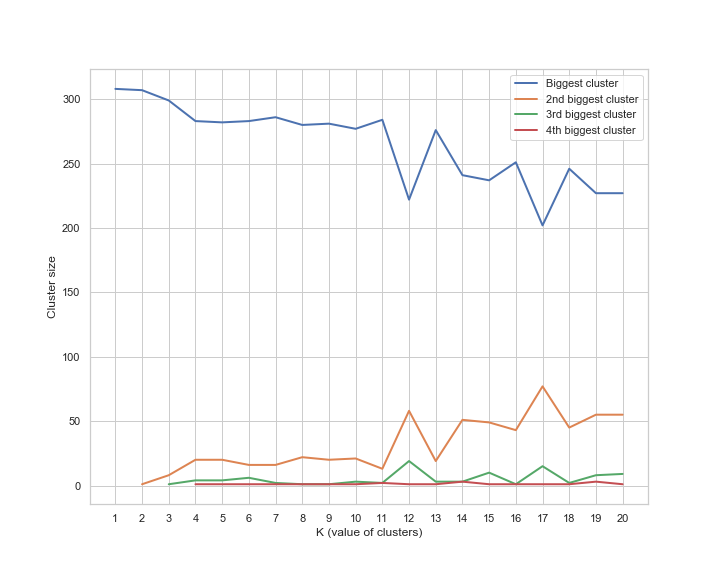 Biggest cluster
2nd biggest cluster
3rd biggest cluster
4th biggest cluster
300
250
200
150
100
50
0
Cluster size
1 2 3 4 5 6 7 8 9 10 11 12 13 14 15 16 17 18 19 20
K (value of clusters)